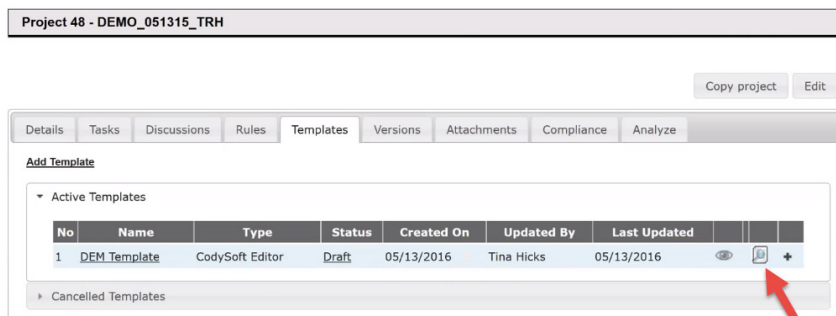 Project 48 - DEMO_051315_TRH
Copy project Edit
Details Tasks Discussions Rules Templates Versions Attachments Compliance Analyze
Add Template
Active Templates
No Name Type Status Created On Updated By Last Updated
1 DEM Template CodySoft Editor Draft 05/13/2016 Tina Hicks 05/13/2016
Cancelled Templates